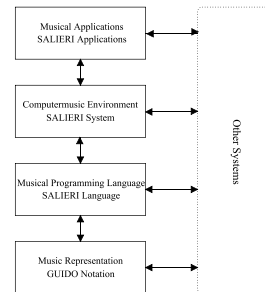 Musical Applications
SALIERI Applications
Computermusic Environment
SALIERI System
Musical Programming Language
SALIERI Language
Music Representation
GUIDO Notation
Other Systems